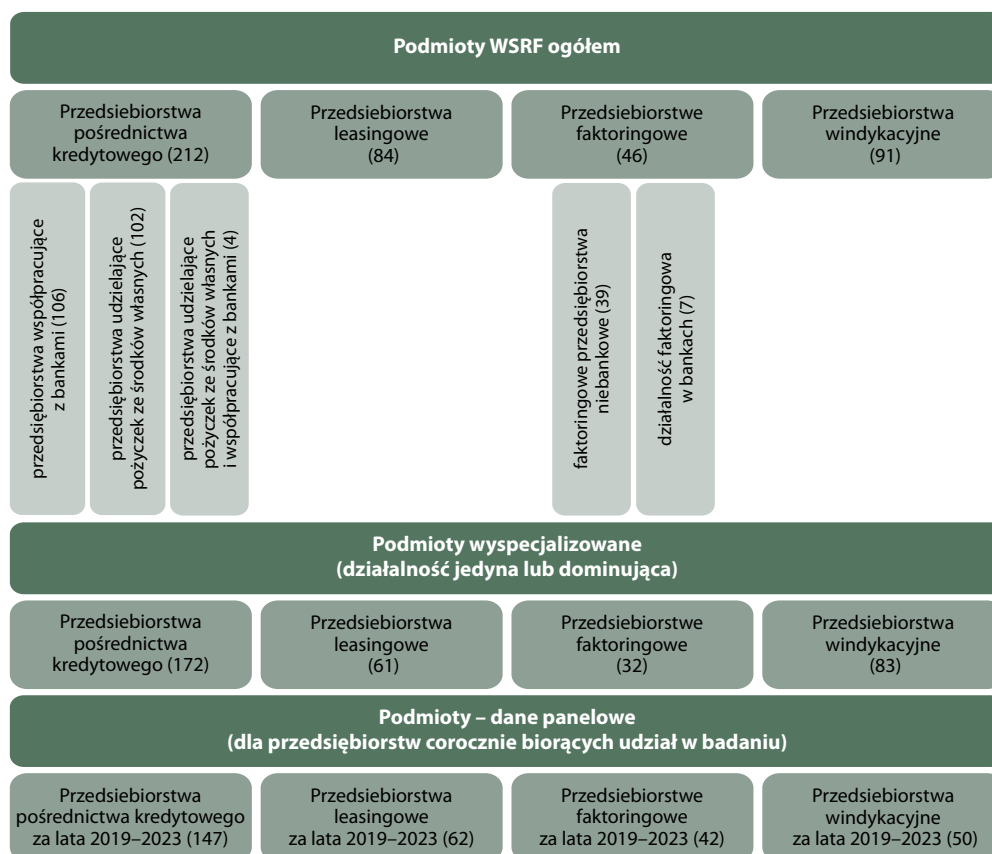 Podmioty WSRF ogółem
Przedsiebiorstwa
pośrednictwa
kredytowego (212)
Przedsiebiorstwa
leasingowe
(84)
Przedsiebiorstwe
faktoringowe
(46)
Przedsiebiorstwa
windykacyjne
(91)
przedsiębiorstwa współpracujące
z bankami (106)
przedsiębiorstwa udzielające
pożyczek ze środków własnych (102)
przedsiębiorstwa udzielające
pożyczek ze środków własnych
i współpracujące z bankami (4)
faktoringowe przedsiębiorstwa
niebankowe (39)
działalność faktoringowa
w bankach (7)
Podmioty wyspecjalizowane
(działalność jedyna lub dominująca)
Przedsiebiorstwa
pośrednictwa
kredytowego (172)
Przedsiebiorstwa
leasingowe
(61)
Przedsiebiorstwe
faktoringowe
(32)
Przedsiebiorstwa
windykacyjne
(83)
Podmioty – dane panelowe
(dla przedsiębiorstw corocznie biorących udział w badaniu)
Przedsiebiorstwa
pośrednictwa kredytowego
za lata 2019–2023 (147)
Przedsiebiorstwa
leasingowe
za lata 2019–2023 (62)
Przedsiebiorstwe
faktoringowe
za lata 2019–2023 (42)
Przedsiebiorstwa
windykacyjne
za lata 2019–2023 (50)